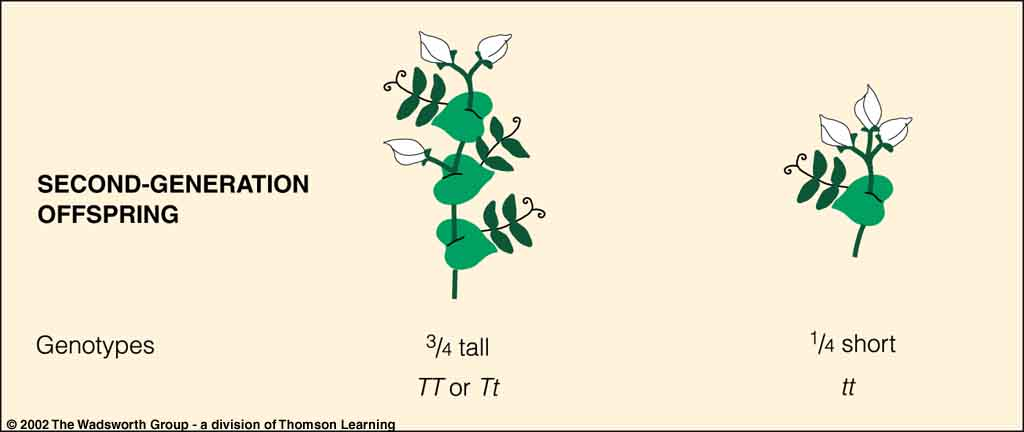 SECOND-GENERATION
OFFSPRING
Genotypes
3/4 tall
1/4 short
TT or Tt
tt
© 2002 The Wadsworth Group - a division of Thomson Learning